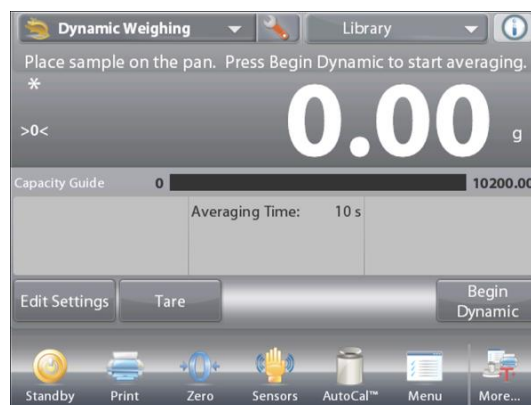 Dynamic Weighing Library
Place sample on the pan. Press Begin Dynamic to start averaging.
*
>0< 0.00 g
Capacity Guide 0 10200.00
Averaging Time: 10 s
Edit Settings Tare Begin
Dynamic
Standby Print Zero Sensors AutoCal™ Menu More...